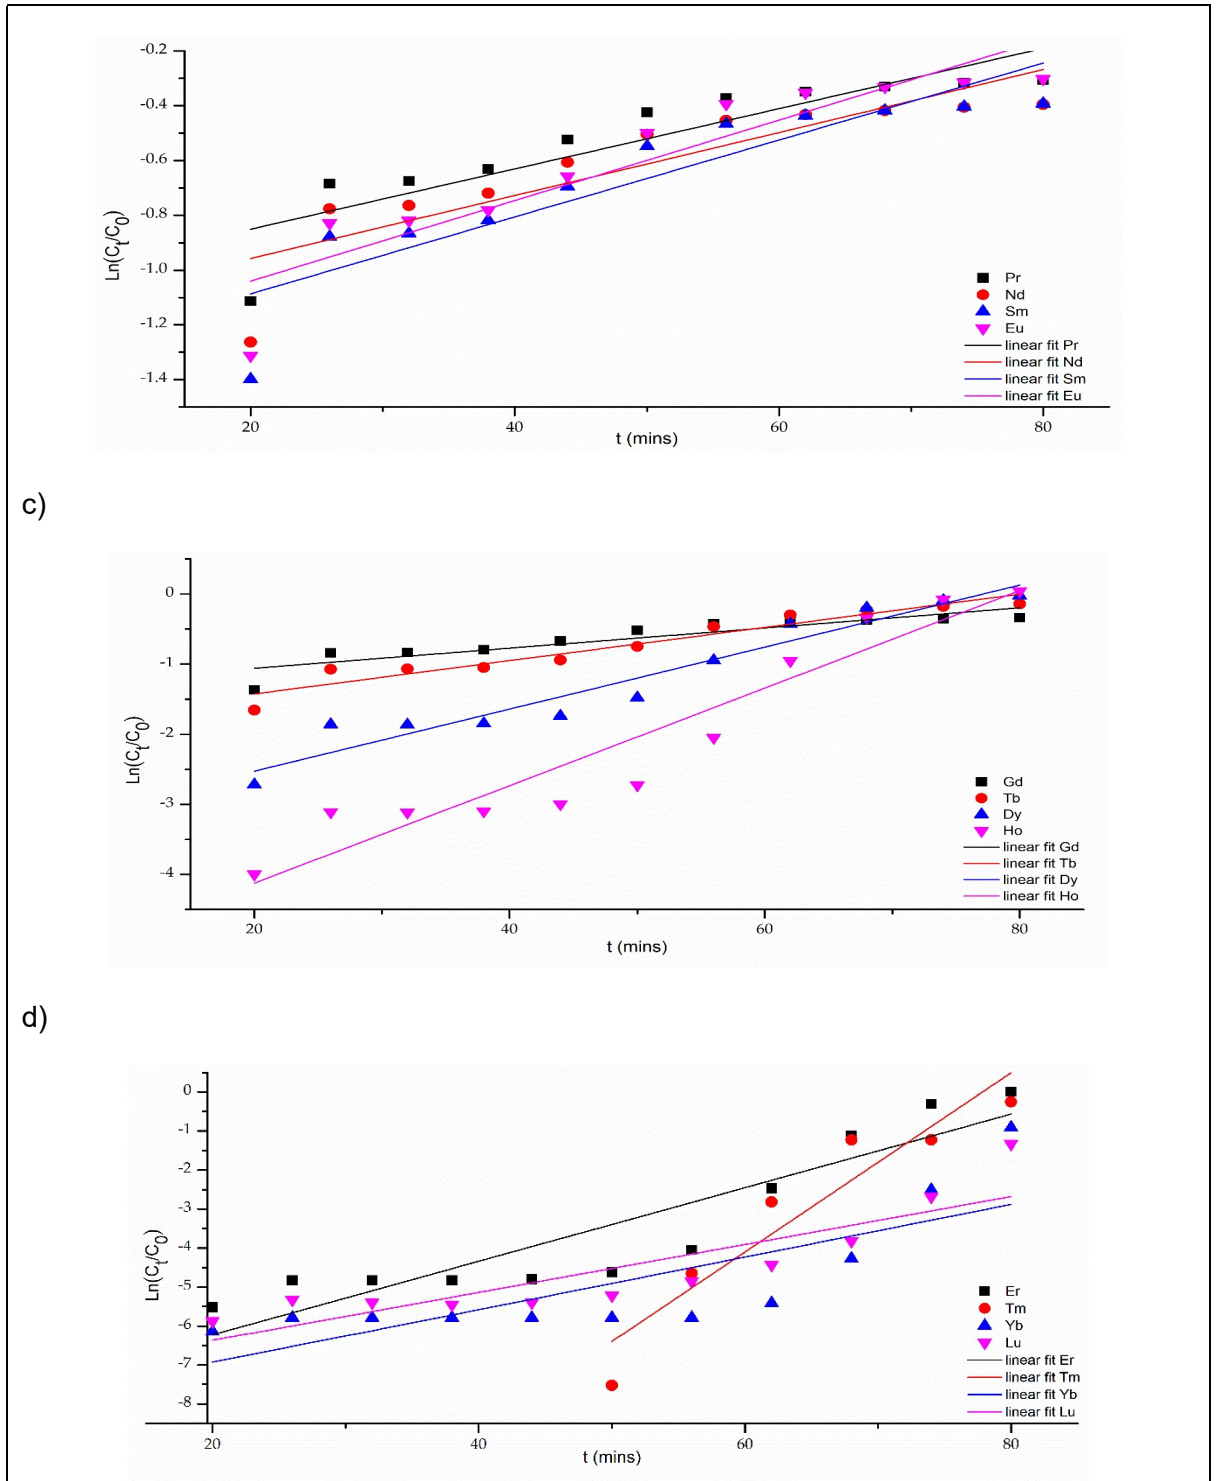 -0.2
-0.4
-0.6
-0.8
-1.0
-1.2
-1.4
Ln(Ct/C0)
Pr
Nd
Sm
Eu
linear fit Pr
linear fit Nd
linear fit Sm
linear fit Eu
20 40 60 80
t (mins)
c)
0
-1
-2
-3
-4
Ln(Ct/C0)
Gd
Tb
Dy
Ho
linear fit Gd
linear fit Tb
linear fit Dy
linear fit Ho
20 40 60 80
t (mins)
d)
0
-1
-2
-3
-4
-5
-6
-7
-8
Ln(Ct/C0)
Er
Tm
Yb
Lu
linear fit Er
linear fit Tm
linear fit Yb
linear fit Lu
20 40 60 80
t (mins)